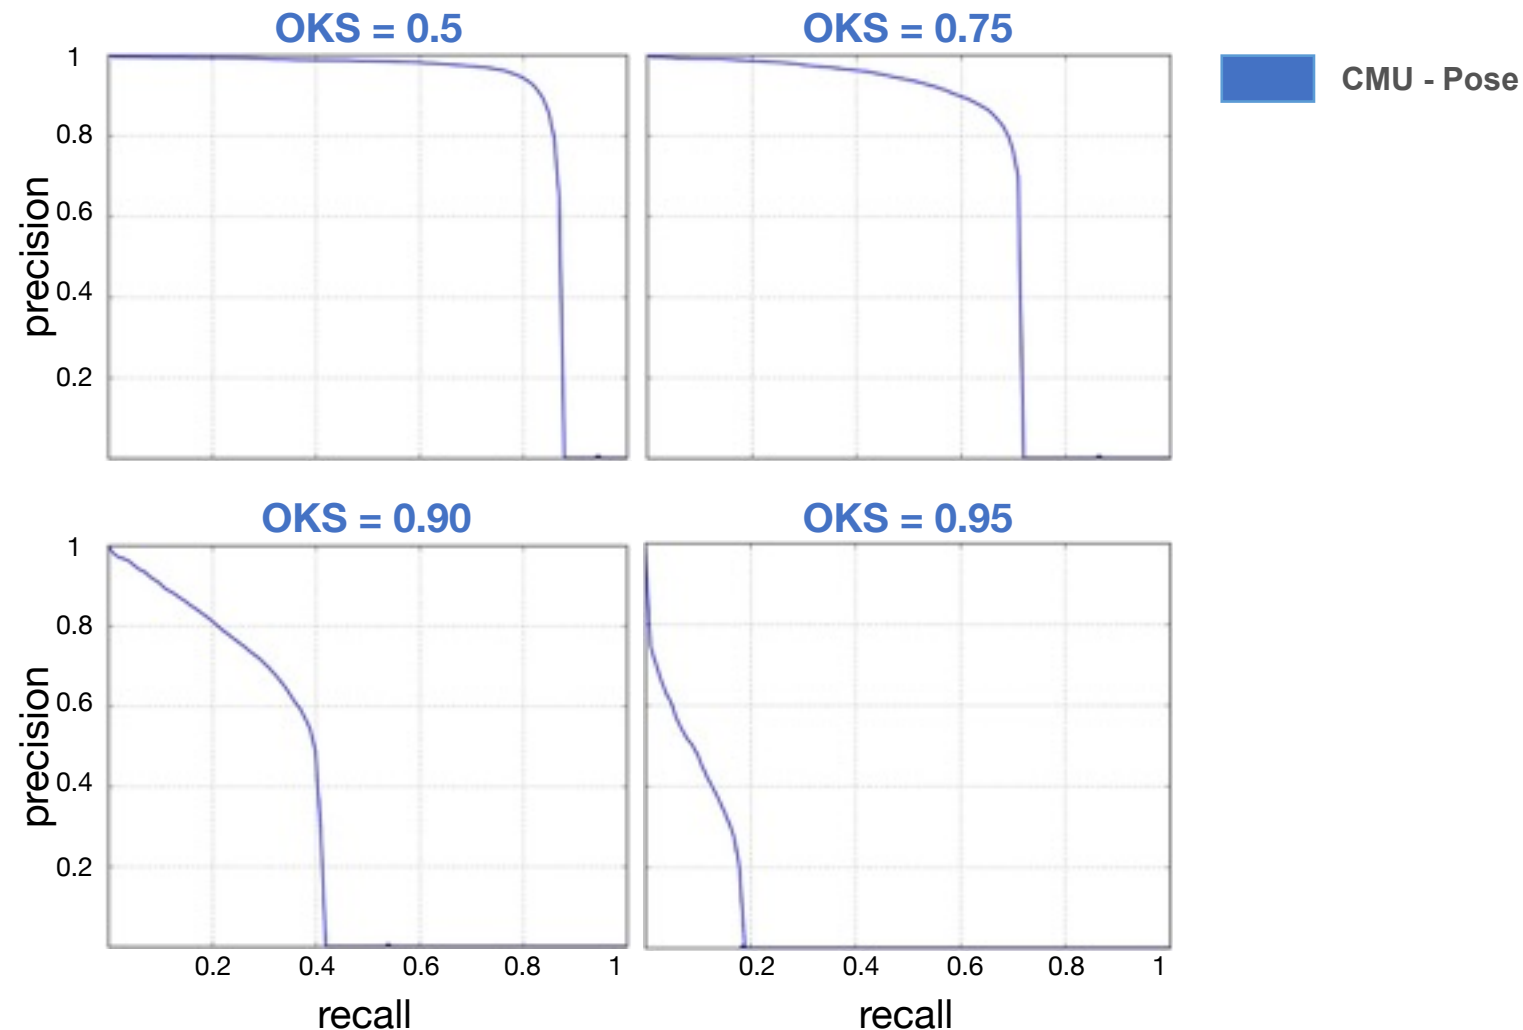 OKS = 0.5
OKS = 0.75
CMU - Pose
1
0.8
0.6
0.4
0.2
precision
OKS = 0.90
OKS = 0.95
1
0.8
0.6
0.4
0.2
precision
0.2 0.4 0.6 0.8 1
0.2 0.4 0.6 0.8 1
recall
recall